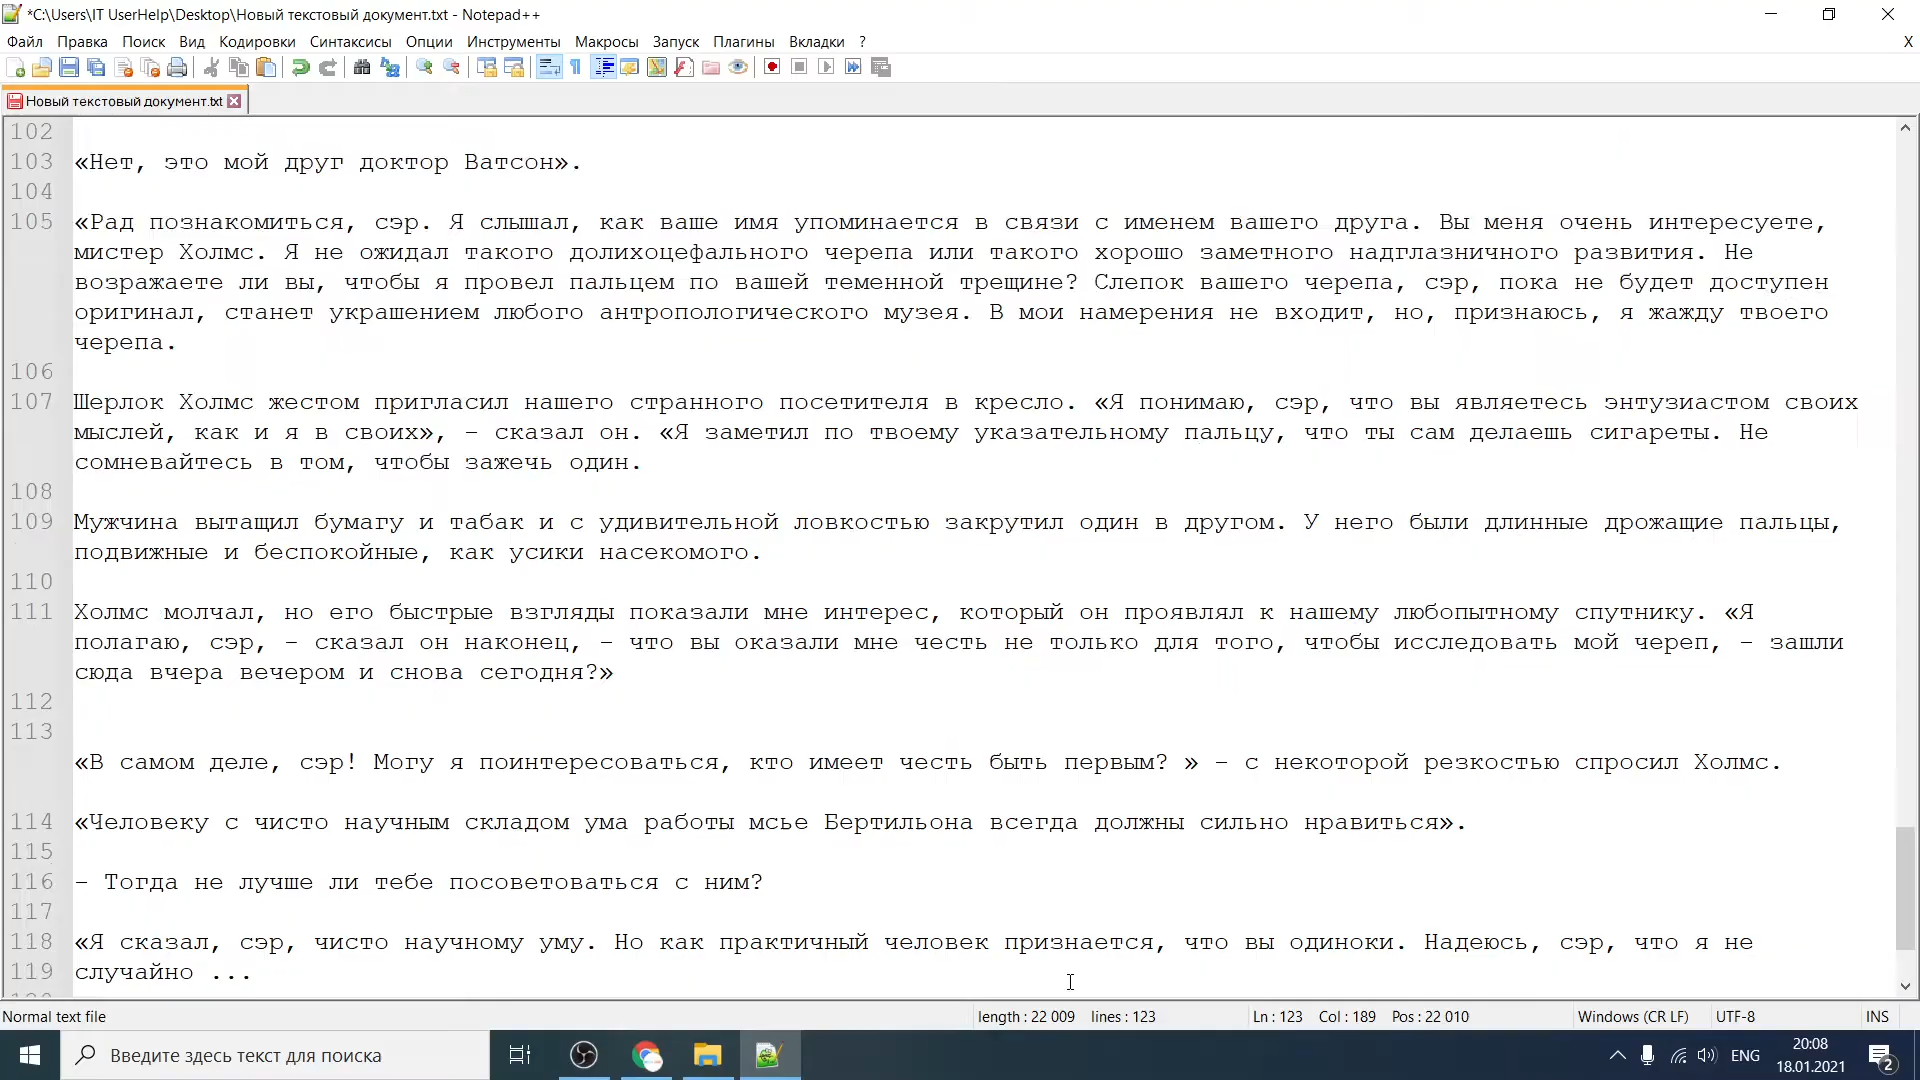 *C:\Users\IT UserHelp\Desktop\Новый текстовый документ.txt - Notepad++
Файл Правка Поиск Вид Кодировки Синтаксисы Опции Инструменты Макросы Запуск Плагины Вкладки ? X
Новый текстовый документ.txt
102
103 «Нет, это мой друг доктор Ватсон».
104
105 «Рад познакомиться, сэр. Я слышал, как ваше имя упоминается в связи с именем вашего друга. Вы меня очень интересуете,
мистер Холмс. Я не ожидал такого долихоцефального черепа или такого хорошо заметного надглазничного развития. Не
возражаете ли вы, чтобы я провел пальцем по вашей теменной трещине? Слепок вашего черепа, сэр, пока не будет доступен
оригинал, станет украшением любого антропологического музея. В мои намерения не входит, но, признаюсь, я жажду твоего
черепа.
106
107 Шерлок Холмс жестом пригласил нашего странного посетителя в кресло. «Я понимаю, сэр, что вы являетесь энтузиастом своих
мыслей, как и я в своих», - сказал он. «Я заметил по твоему указательному пальцу, что ты сам делаешь сигареты. Не
сомневайтесь в том, чтобы зажечь один.
108
109 Мужчина вытащил бумагу и табак и с удивительной ловкостью закрутил один в другом. У него были длинные дрожащие пальцы,
подвижные и беспокойные, как усики насекомого.
110
111 Холмс молчал, но его быстрые взгляды показали мне интерес, который он проявлял к нашему любопытному спутнику. «Я
полагаю, сэр, - сказал он наконец, - что вы оказали мне честь не только для того, чтобы исследовать мой череп, - зашли
сюда вчера вечером и снова сегодня?»
112
113
«В самом деле, сэр! Могу я поинтересоваться, кто имеет честь быть первым? » - с некоторой резкостью спросил Холмс.
114 «Человеку с чисто научным складом ума работы мсье Бертильона всегда должны сильно нравиться».
115
116 - Тогда не лучше ли тебе посоветоваться с ним?
117
118 «Я сказал, сэр, чисто научному уму. Но как практичный человек признается, что вы одиноки. Надеюсь, сэр, что я не
119 случайно ...
Normal text file length : 22 009 lines : 123 Ln : 123 Col : 189 Pos : 22 010 Windows (CR LF) UTF-8 INS
Введите здесь текст для поиска ENG 20:08
18.01.2021 2